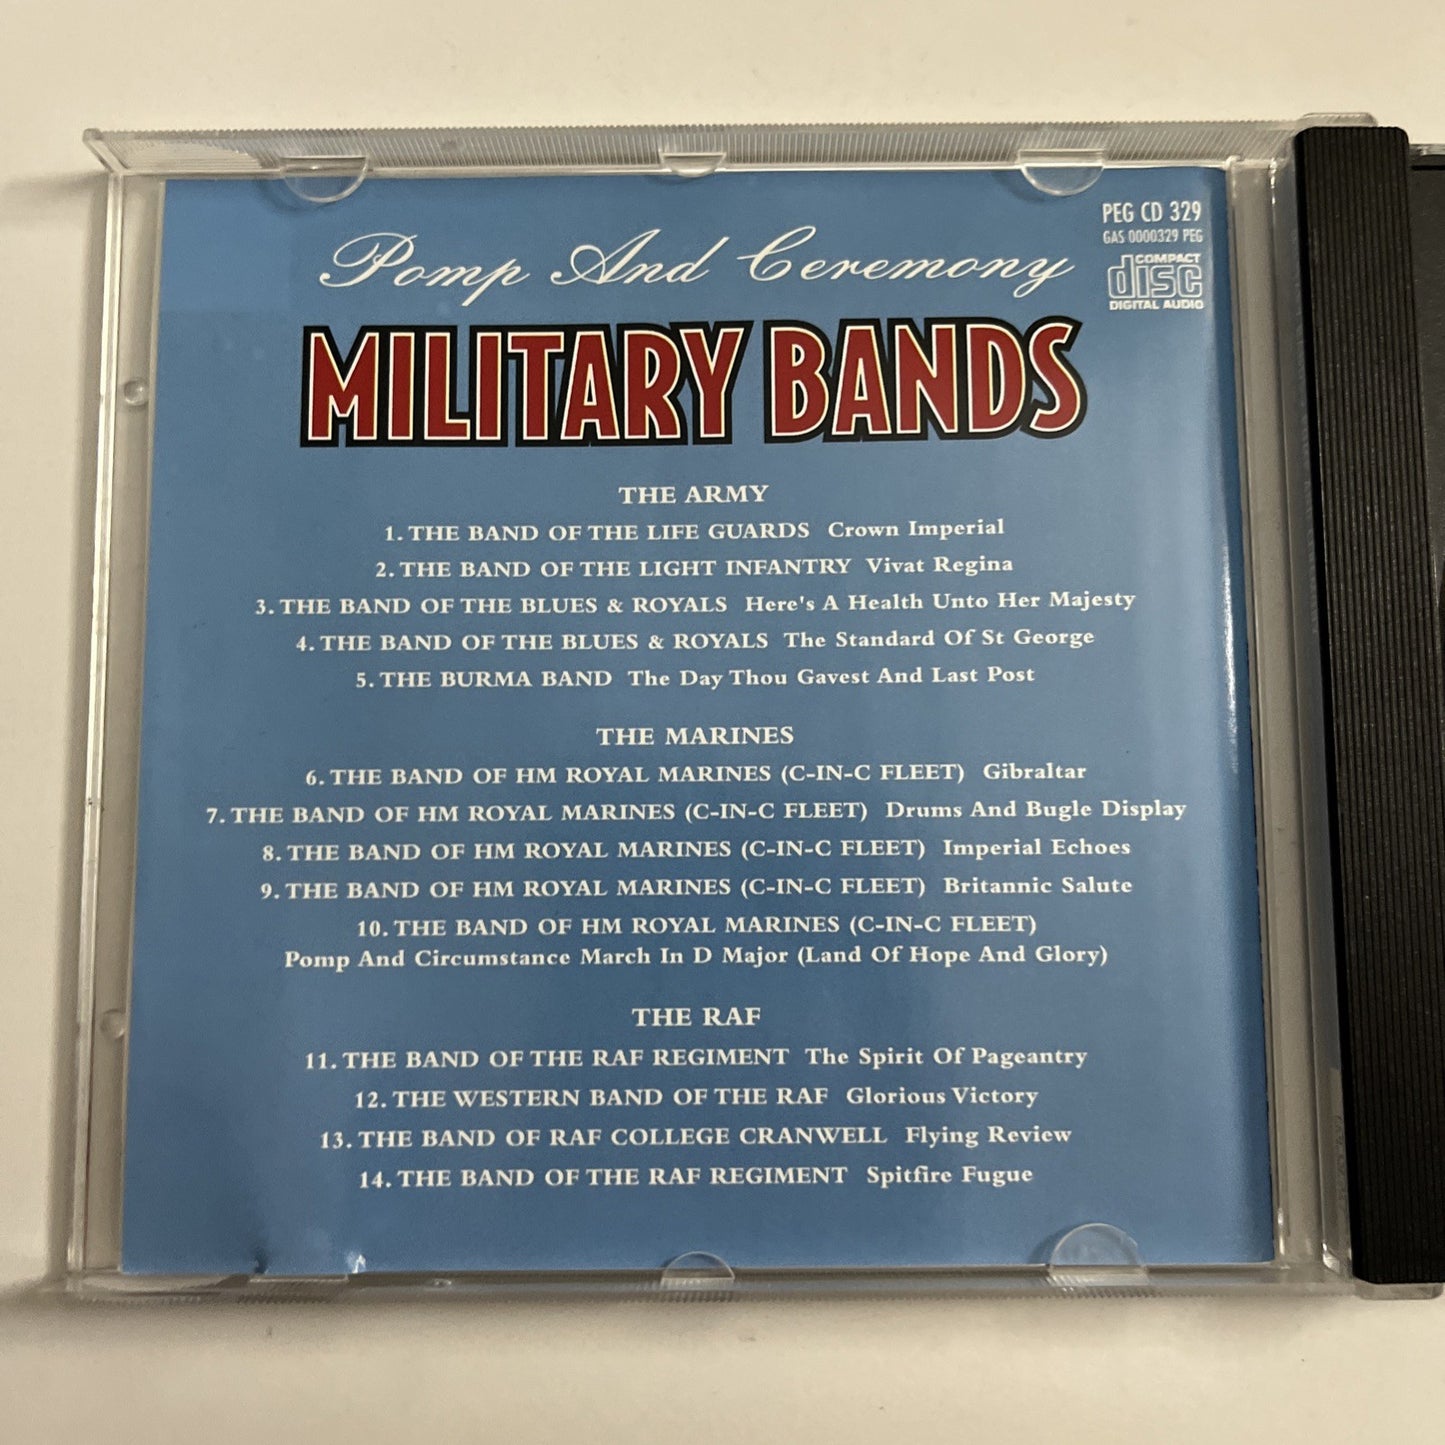 PEG CD 329
GAS 0000329 PEG
COMPACT
disc
DIGITAL AUDIO
Pomp And Ceremony
MILITARY BANDS
THE ARMY
1. THE BAND OF THE LIFE GUARDS Crown Imperial
2. THE BAND OF THE LIGHT INFANTRY Vivat Regina
3. THE BAND OF THE BLUES & ROYALS Here's A Health Unto Her Majesty
4. THE BAND OF THE BLUES & ROYALS The Standard Of St George
5. THE BURMA BAND The Day Thou Gavest And Last Post
THE MARINES
6. THE BAND OF HM ROYAL MARINES (C-IN-C FLEET) Gibraltar
7. THE BAND OF HM ROYAL MARINES (C-IN-C FLEET) Drums And Bugle Display
8. THE BAND OF HM ROYAL MARINES (C-IN-C FLEET) Imperial Echoes
9. THE BAND OF HM ROYAL MARINES (C-IN-C FLEET) Britannic Salute
10. THE BAND OF HM ROYAL MARINES (C-IN-C FLEET)
Pomp And Circumstance March In D Major (Land Of Hope And Glory)
THE RAF
11. THE BAND OF THE RAF REGIMENT The Spirit Of Pageantry
12. THE WESTERN BAND OF THE RAF Glorious Victory
13. THE BAND OF RAF COLLEGE CRANWELL Flying Review
14. THE BAND OF THE RAF REGIMENT Spitfire Fugue